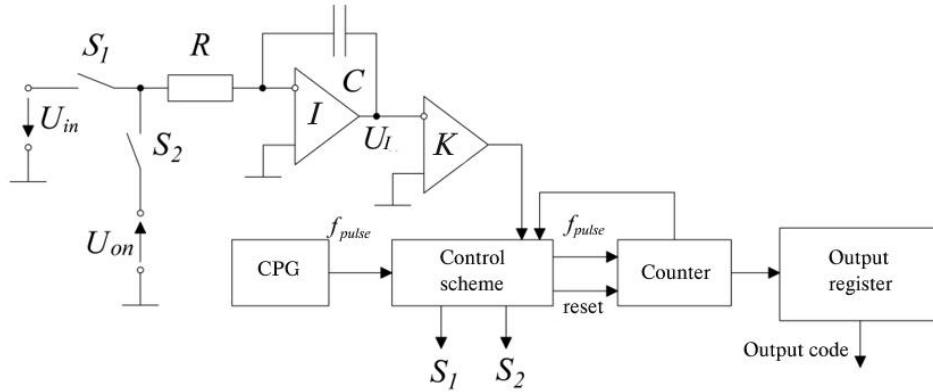 S1
R
C
Uin
S2
I
UI
K
Uon
fpulse
fpulse
CPG
Control
scheme
Counter
Output
register
reset
Output code
S1
S2